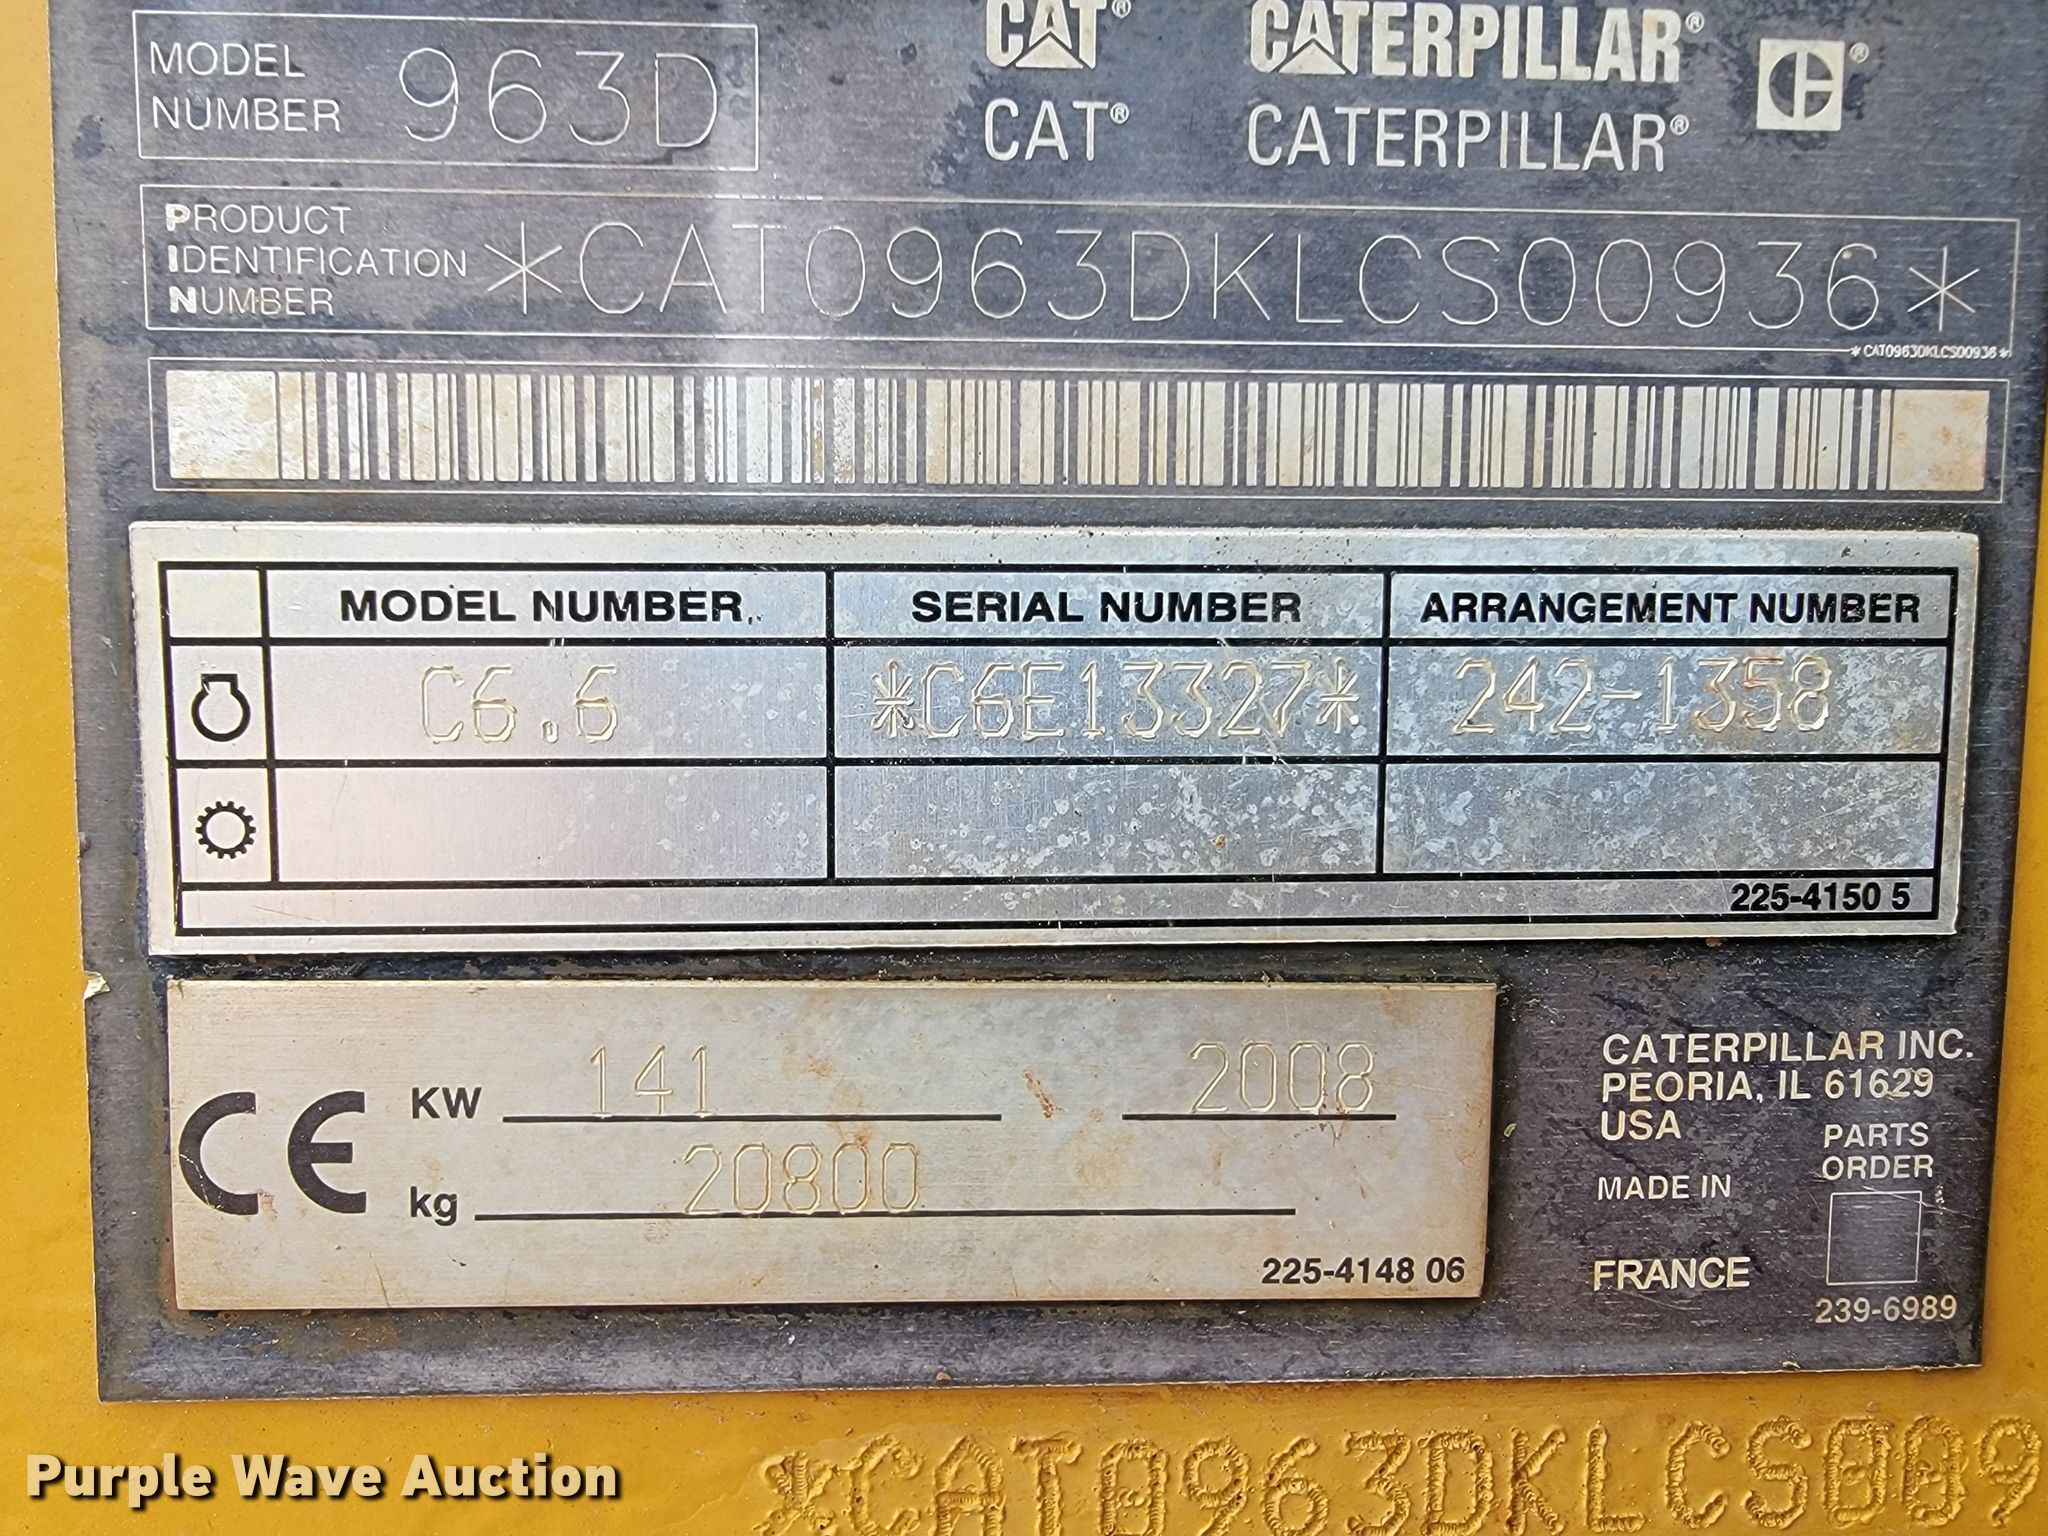 MODEL NUMBER 963D
CAT® CATERPILLAR® ®
CAT® CATERPILLAR®
PRODUCT
IDENTIFICATION
NUMBER
*CAT0963DKLCS00936*
*CAT0963DKLCS00936*
MODEL NUMBER SERIAL NUMBER ARRANGEMENT NUMBER
C6.6 *C6E13327* 242-1358
225-4150 5
CE
KW 141 2008
kg 20800
225-4148 06
CATERPILLAR INC.
PEORIA, IL 61629
USA
PARTS
ORDER
MADE IN
FRANCE
239-6989
*CAT0963DKLCS009
Purple Wave Auction